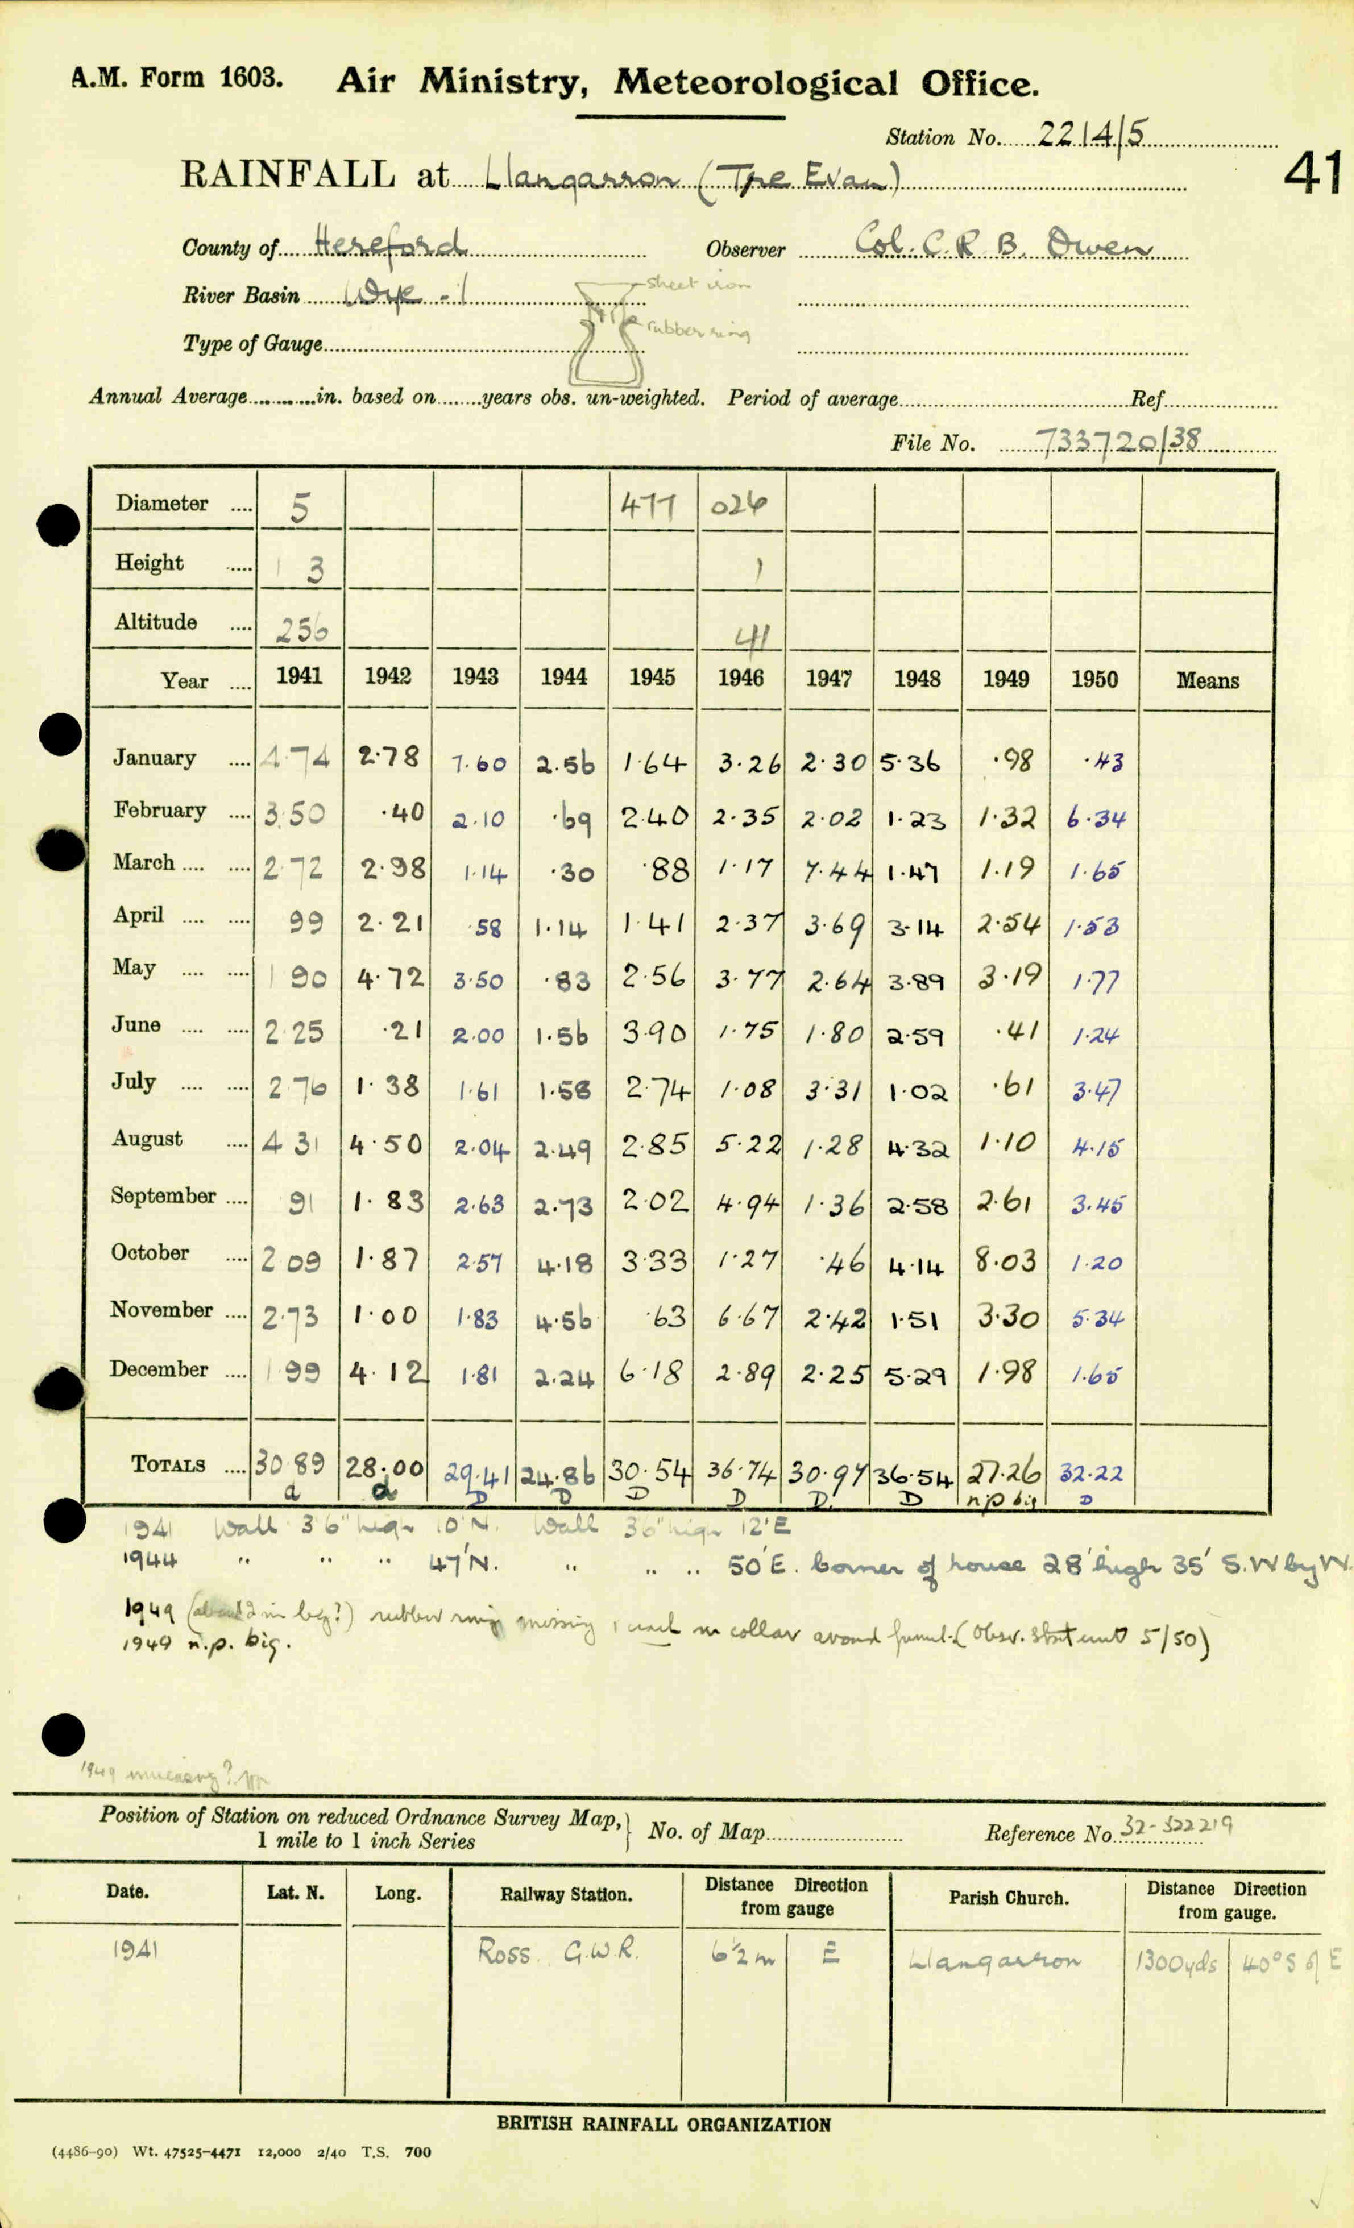 A.M. Form 1603. Air Ministry, Meteorological Office.
Station No. 2214/5
41
RAINFALL at Llangarron (Tre Evan)
County of Hereford Observer Col. C. R. B. Owen
River Basin Wye - 1
sheet iron
rubber ring
Type of Gauge
Annual Average in. based on years obs. un-weighted. Period of average Ref
File No. 733720/38
Diameter 5 477 026
Height 1 3 1
Altitude 256 41
Year 1941 1942 1943 1944 1945 1946 1947 1948 1949 1950 Means
January 4.74 2.78 7.60 2.56 1.64 3.26 2.30 5.36 .98 .43
February 3.50 .40 2.10 .69 2.40 2.35 2.02 1.23 1.32 6.34
March 2.72 2.98 1.14 .30 .88 1.17 7.44 1.47 1.19 1.65
April 99 2.21 .58 1.14 1.41 2.37 3.69 3.14 2.54 1.53
May 1 90 4.72 3.50 .83 2.56 3.77 2.64 3.89 3.19 1.77
June 2 25 .21 2.00 1.56 3.90 1.75 1.80 2.59 .41 1.24
July 2 76 1.38 1.61 1.58 2.74 1.08 3.31 1.02 .61 3.47
August 4 31 4.50 2.04 2.49 2.85 5.22 1.28 4.32 1.10 4.15
September 91 1.83 2.63 2.73 2.02 4.94 1.36 2.58 2.61 3.45
October 2 09 1.87 2.57 4.18 3.33 1.27 .46 4.14 8.03 1.20
November 2.73 1.00 1.83 4.56 .63 6.67 2.42 1.51 3.30 5.34
December 1 99 4.12 1.81 2.24 6.18 2.89 2.25 5.29 1.98 1.65
TOTALS 30 89 28.00 29.41 24.86 30.54 36.74 30.97 36.54 27.26 32.22
d d D D D D D D n p big D
1941 Wall 3'6" high 10'N. Wall 3'6" high 12'E
1944 " " " 47'N. " " " 50'E. Corner of house 28' high 35' S.W by W.
1949 (about 2 in big?) rubber ring missing, crack in collar around funnel. (Obsr. 5/50)
1949 n.p. big.
1949
Position of Station on reduced Ordnance Survey Map, 1 mile to 1 inch Series } No. of Map Reference No. 32-322219
Date. Lat. N. Long. Railway Station. Distance Direction from gauge Parish Church. Distance Direction from gauge.
1941 Ross G.W.R. 6½ m E Llangarron 1300 yds 40° S of E
BRITISH RAINFALL ORGANIZATION
(4486-90) Wt. 47525-4471 12,000 2/40 T.S. 700